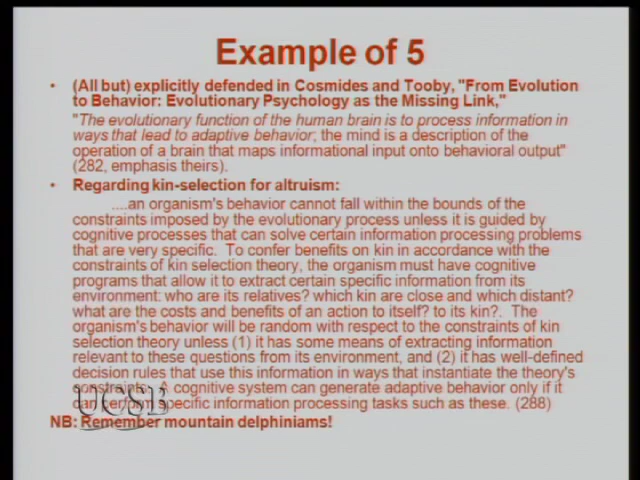 Example of 5
• (All but) explicitly defended in Cosmides and Tooby, "From Evolution
to Behavior: Evolutionary Psychology as the Missing Link,"
"The evolutionary function of the human brain is to process information in
ways that lead to adaptive behavior; the mind is a description of the
operation of a brain that maps informational input onto behavioral output"
(282, emphasis theirs).
• Regarding kin-selection for altruism:
....an organism's behavior cannot fall within the bounds of the
constraints imposed by the evolutionary process unless it is guided by
cognitive processes that can solve certain information processing problems
that are very specific. To confer benefits on kin in accordance with the
constraints of kin selection theory, the organism must have cognitive
programs that allow it to extract certain specific information from its
environment: who are its relatives? which kin are close and which distant?
what are the costs and benefits of an action to itself? to its kin?. The
organism's behavior will be random with respect to the constraints of kin
selection theory unless (1) it has some means of extracting information
relevant to these questions from its environment, and (2) it has well-defined
decision rules that use this information in ways that instantiate the theory's
constraints. A cognitive system can generate adaptive behavior only if it
can perform specific information processing tasks such as these. (288)
UCSB
NB: Remember mountain delphiniams!